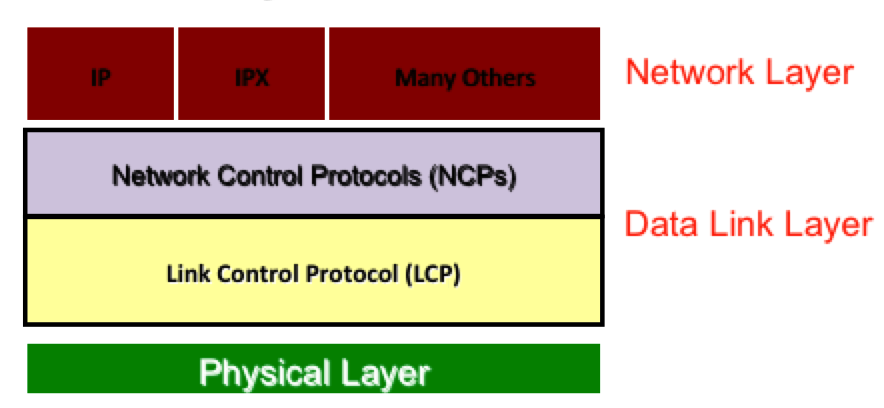 IP
IPX
Many Others
Network Layer
Network Control Protocols (NCPs)
Data Link Layer
Link Control Protocol (LCP)
Physical Layer